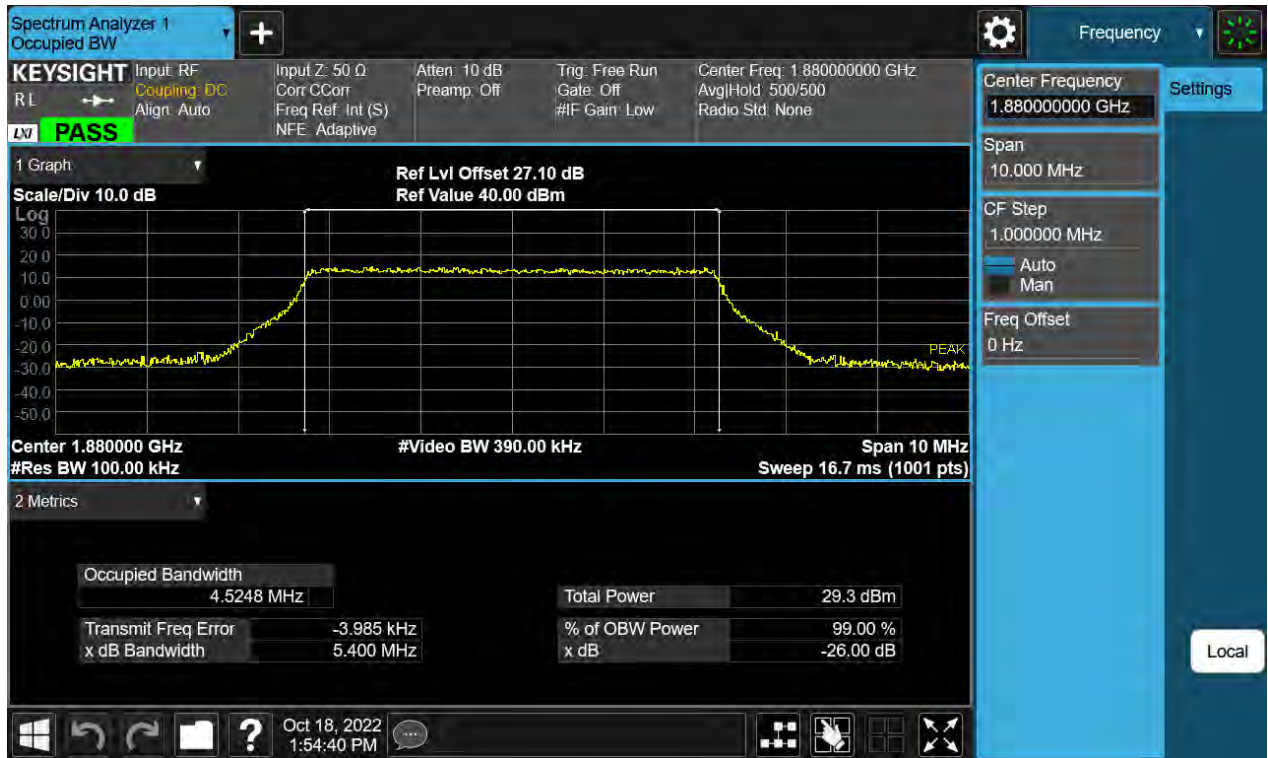 Spectrum Analyzer 1
Occupied BW
+
Frequency
KEYSIGHT
RL
LXI
PASS
Input: RF
Coupling: DC
Align: Auto
Input Z: 50 Ω
Corr CCorr
Freq Ref: Int (S)
NFE: Adaptive
Atten: 10 dB
Preamp: Off
Trig: Free Run
Gate: Off
#IF Gain: Low
Center Freq: 1.880000000 GHz
Avg|Hold: 500/500
Radio Std: None
Center Frequency
1.880000000 GHz
Settings
Span
10.000 MHz
CF Step
1.000000 MHz
Auto
Man
Freq Offset
0 Hz
Local
1 Graph
Scale/Div 10.0 dB
Ref Lvl Offset 27.10 dB
Ref Value 40.00 dBm
Log
30.0
20.0
10.0
0.00
-10.0
-20.0
-30.0
-40.0
-50.0
PEAK
Center 1.880000 GHz
#Video BW 390.00 kHz
Span 10 MHz
#Res BW 100.00 kHz
Sweep 16.7 ms (1001 pts)
2 Metrics
Occupied Bandwidth
4.5248 MHz
Total Power 29.3 dBm
Transmit Freq Error -3.985 kHz
% of OBW Power 99.00 %
x dB Bandwidth 5.400 MHz
x dB -26.00 dB
?
Oct 18, 2022
1:54:40 PM